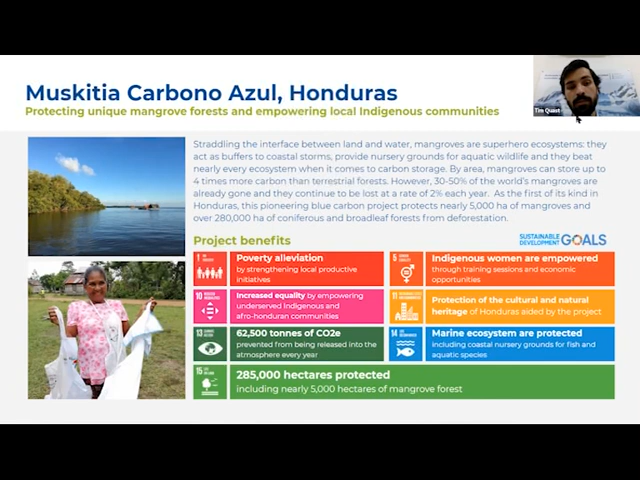 Muskitia Carbono Azul, Honduras
Protecting unique mangrove forests and empowering local Indigenous communities
Tim Quast
Straddling the interface between land and water, mangroves are superhero ecosystems: they
act as buffers to coastal storms, provide nursery grounds for aquatic wildlife and they beat
nearly every ecosystem when it comes to carbon storage. By area, mangroves can store up to
4 times more carbon than terrestrial forests. However, 30-50% of the world's mangroves are
already gone and they continue to be lost at a rate of 2% each year. As the first of its kind in
Honduras, this pioneering blue carbon project protects nearly 5,000 ha of mangroves and
over 280,000 ha of coniferous and broadleaf forests from deforestation.
Project benefits
SUSTAINABLE
DEVELOPMENT GOALS
1
Poverty alleviation
by strengthening local productive
initiatives
5
Indigenous women are empowered
through training sessions and economic
opportunities
10
Increased equality by empowering
underserved Indigenous and
afro-honduran communities
11
Protection of the cultural and natural
heritage of Honduras aided by the
project
13
62,500 tonnes of CO2e
prevented from being released into the
atmosphere every year
14
Marine ecosystem are protected
including coastal nursery grounds for fish and
aquatic species
15
285,000 hectares protected
including nearly 5,000 hectares of mangrove forest